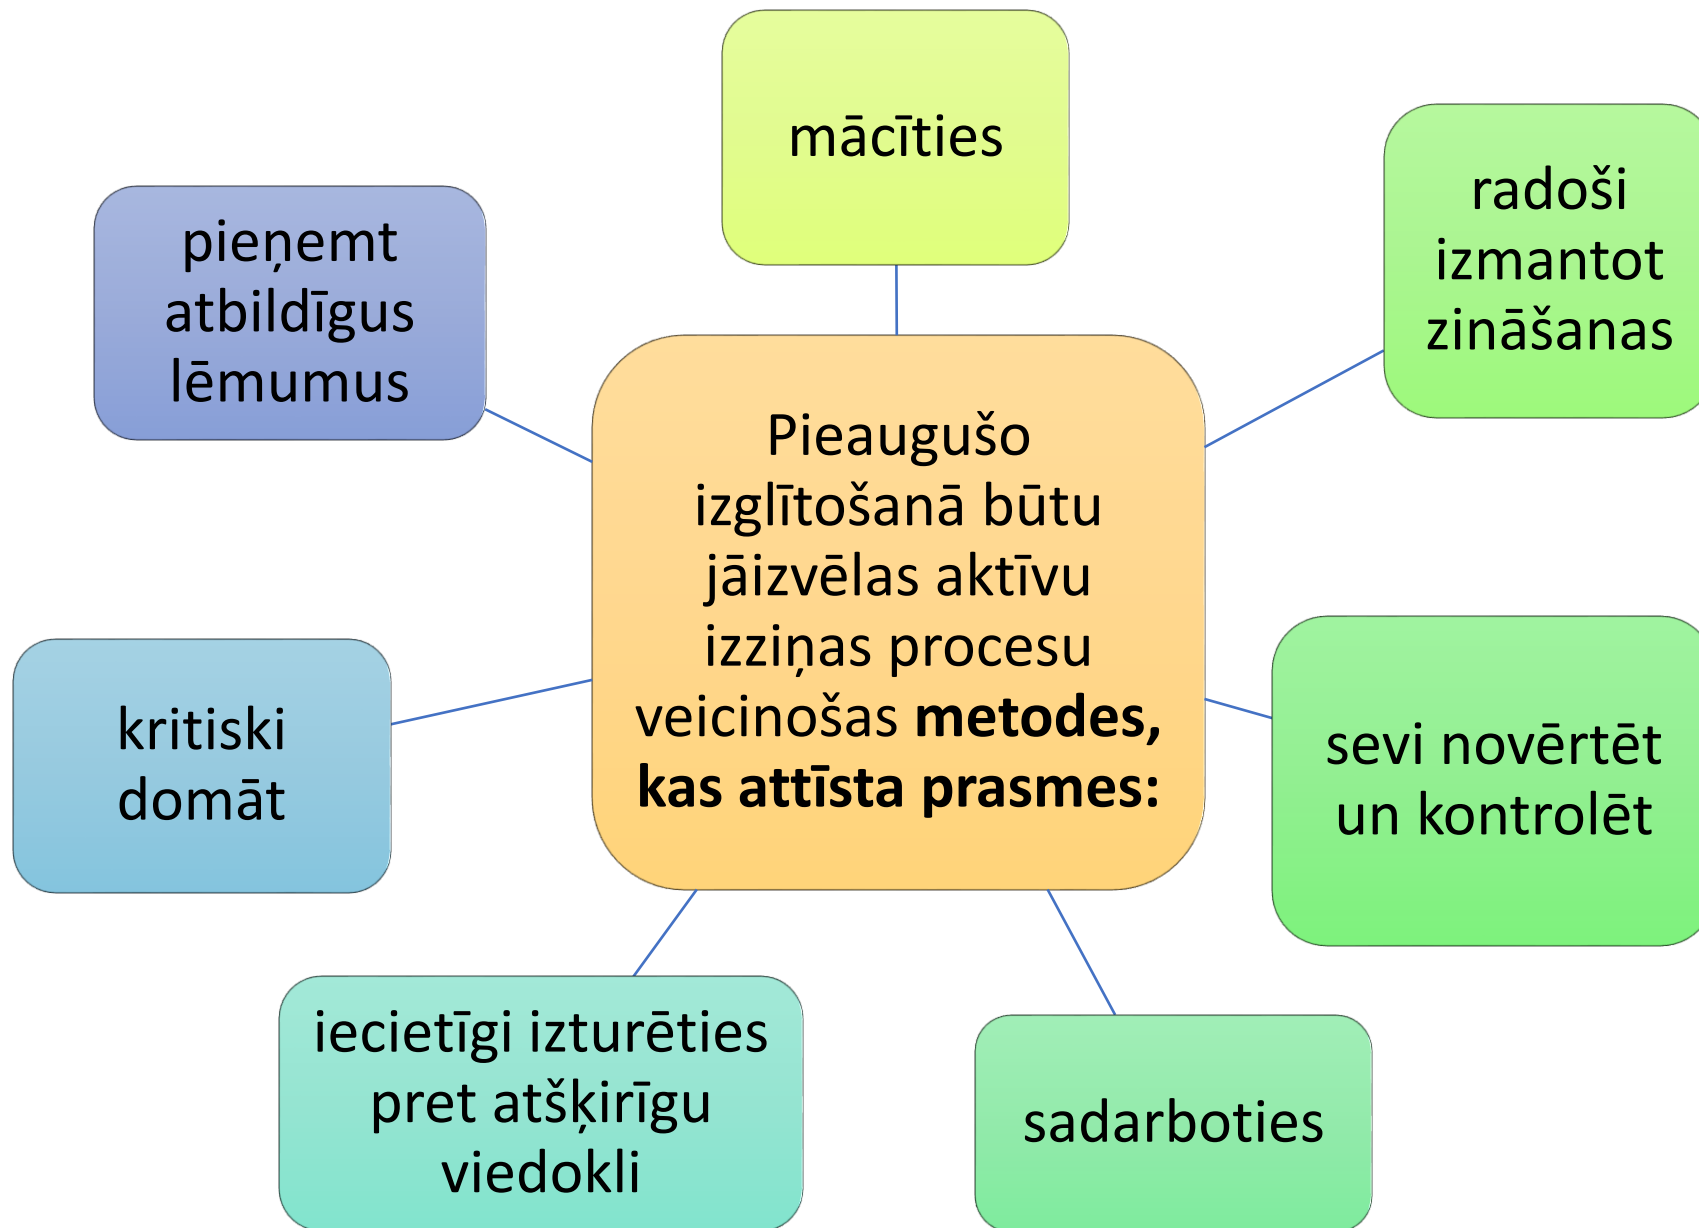 mācīties
radoši
izmantot
zināšanas
pieņemt
atbildīgus
lēmumus
Pieaugušo
izglītošanā būtu
jāizvēlas aktīvu
izziņas procesu
veicinošas metodes,
kas attīsta prasmes:
sevi novērtēt
un kontrolēt
kritiski
domāt
iecietīgi izturēties
pret atšķirīgu
viedokli
sadarboties